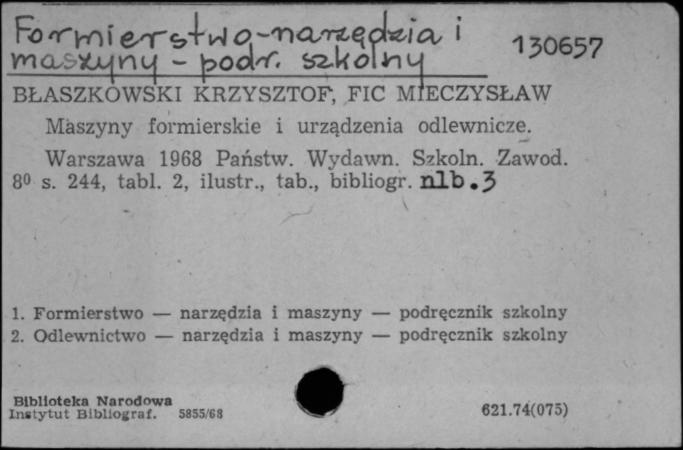 Formierstwo-narzędzia i
maszyny - podr. szkolny
130657
BŁASZKOWSKI KRZYSZTOF, FIC MIECZYSŁAW
Maszyny formierskie i urządzenia odlewnicze.
Warszawa 1968 Państw. Wydawn. Szkoln. Zawod.
8⁰ s. 244, tabl. 2, ilustr., tab., bibliogr. nlb.3
1. Formierstwo — narzędzia i maszyny — podręcznik szkolny
2. Odlewnictwo — narzędzia i maszyny — podręcznik szkolny
Biblioteka Narodowa
Instytut Bibliograf. 5855/68
621.74(075)